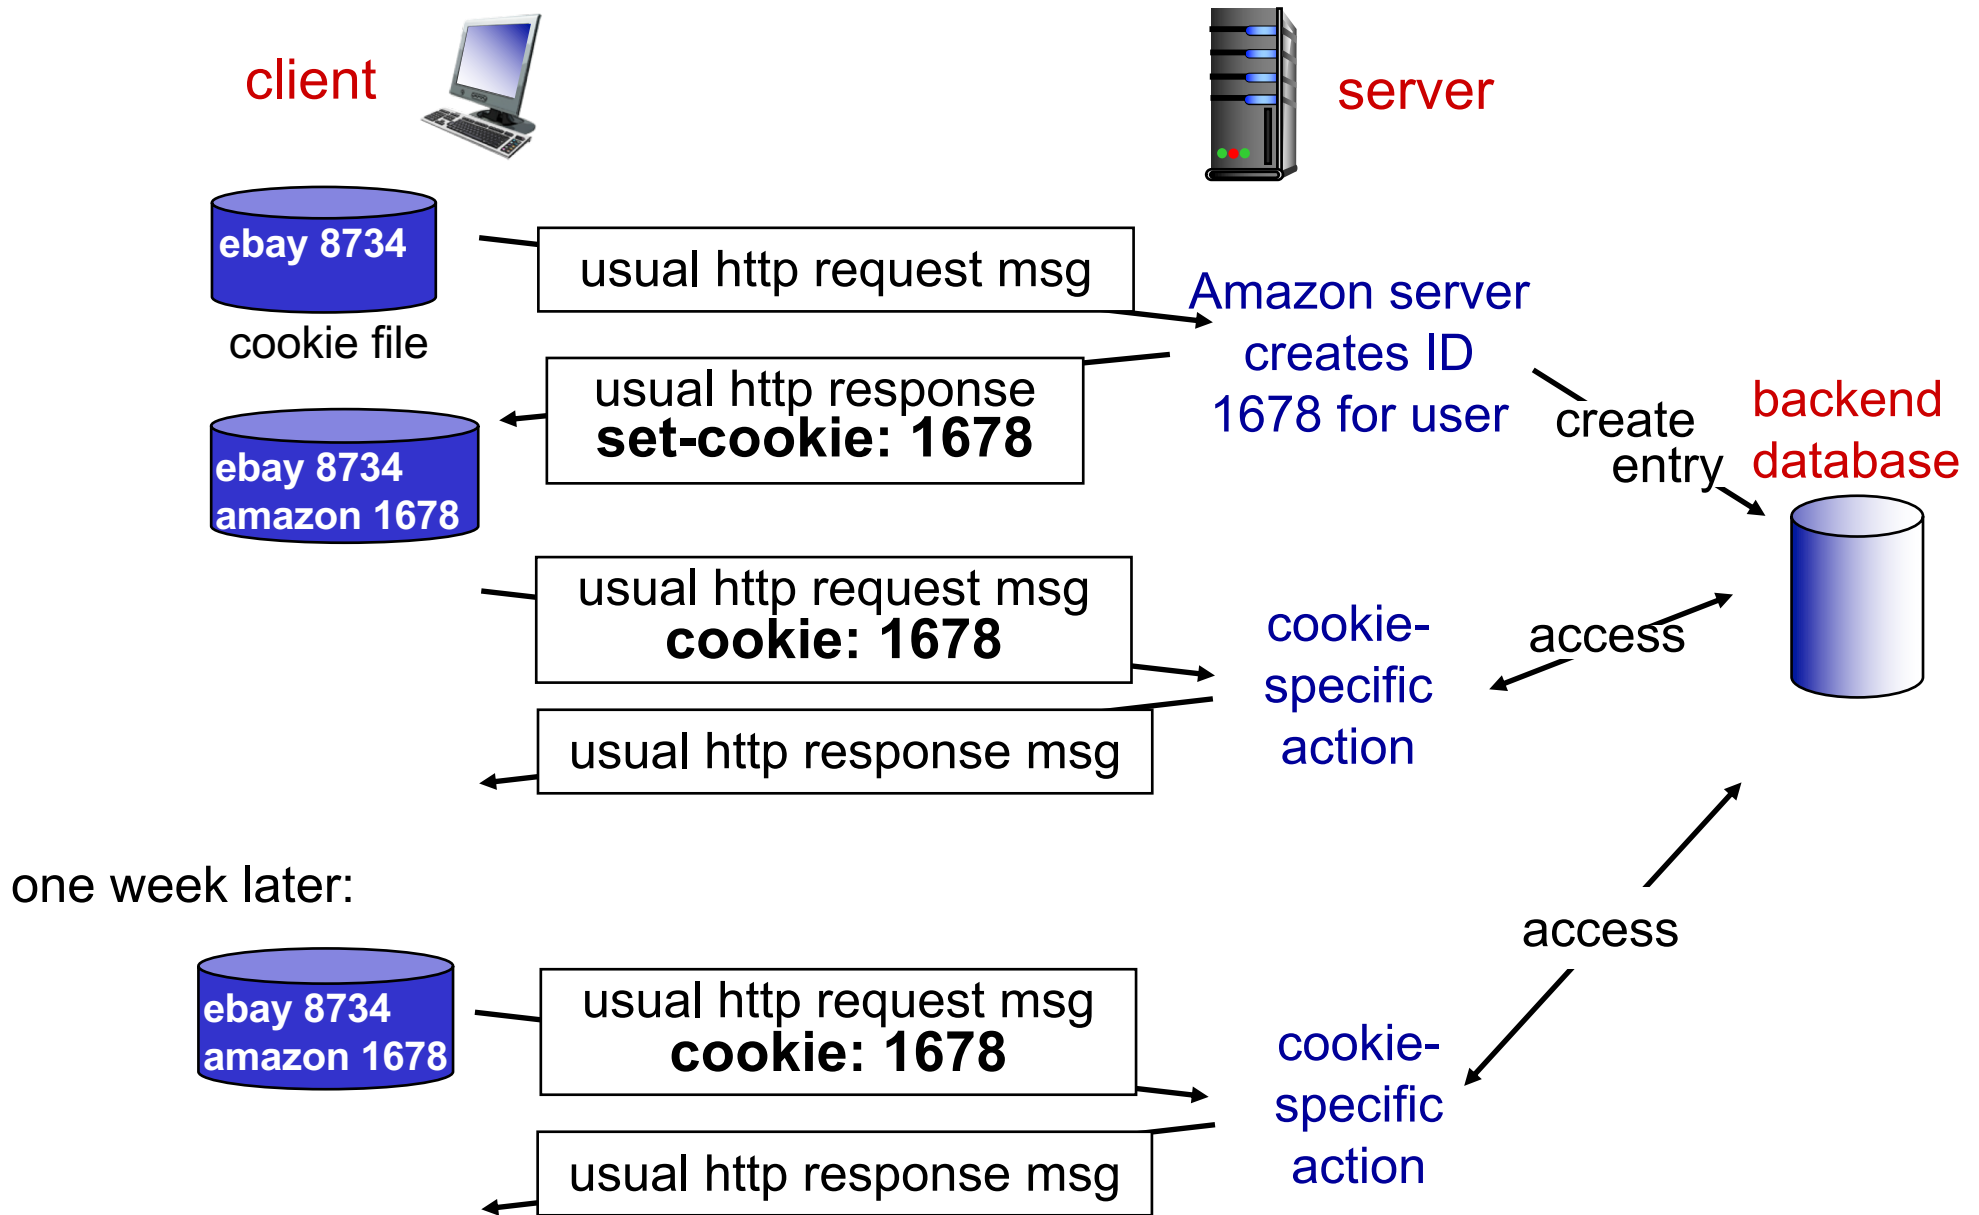 client
server
ebay 8734
cookie file
usual http request msg
Amazon server
creates ID
1678 for user
usual http response
set-cookie: 1678
create
entry
backend
database
ebay 8734
amazon 1678
usual http request msg
cookie: 1678
cookie-
specific
action
access
usual http response msg
one week later:
access
ebay 8734
amazon 1678
usual http request msg
cookie: 1678
cookie-
specific
action
usual http response msg